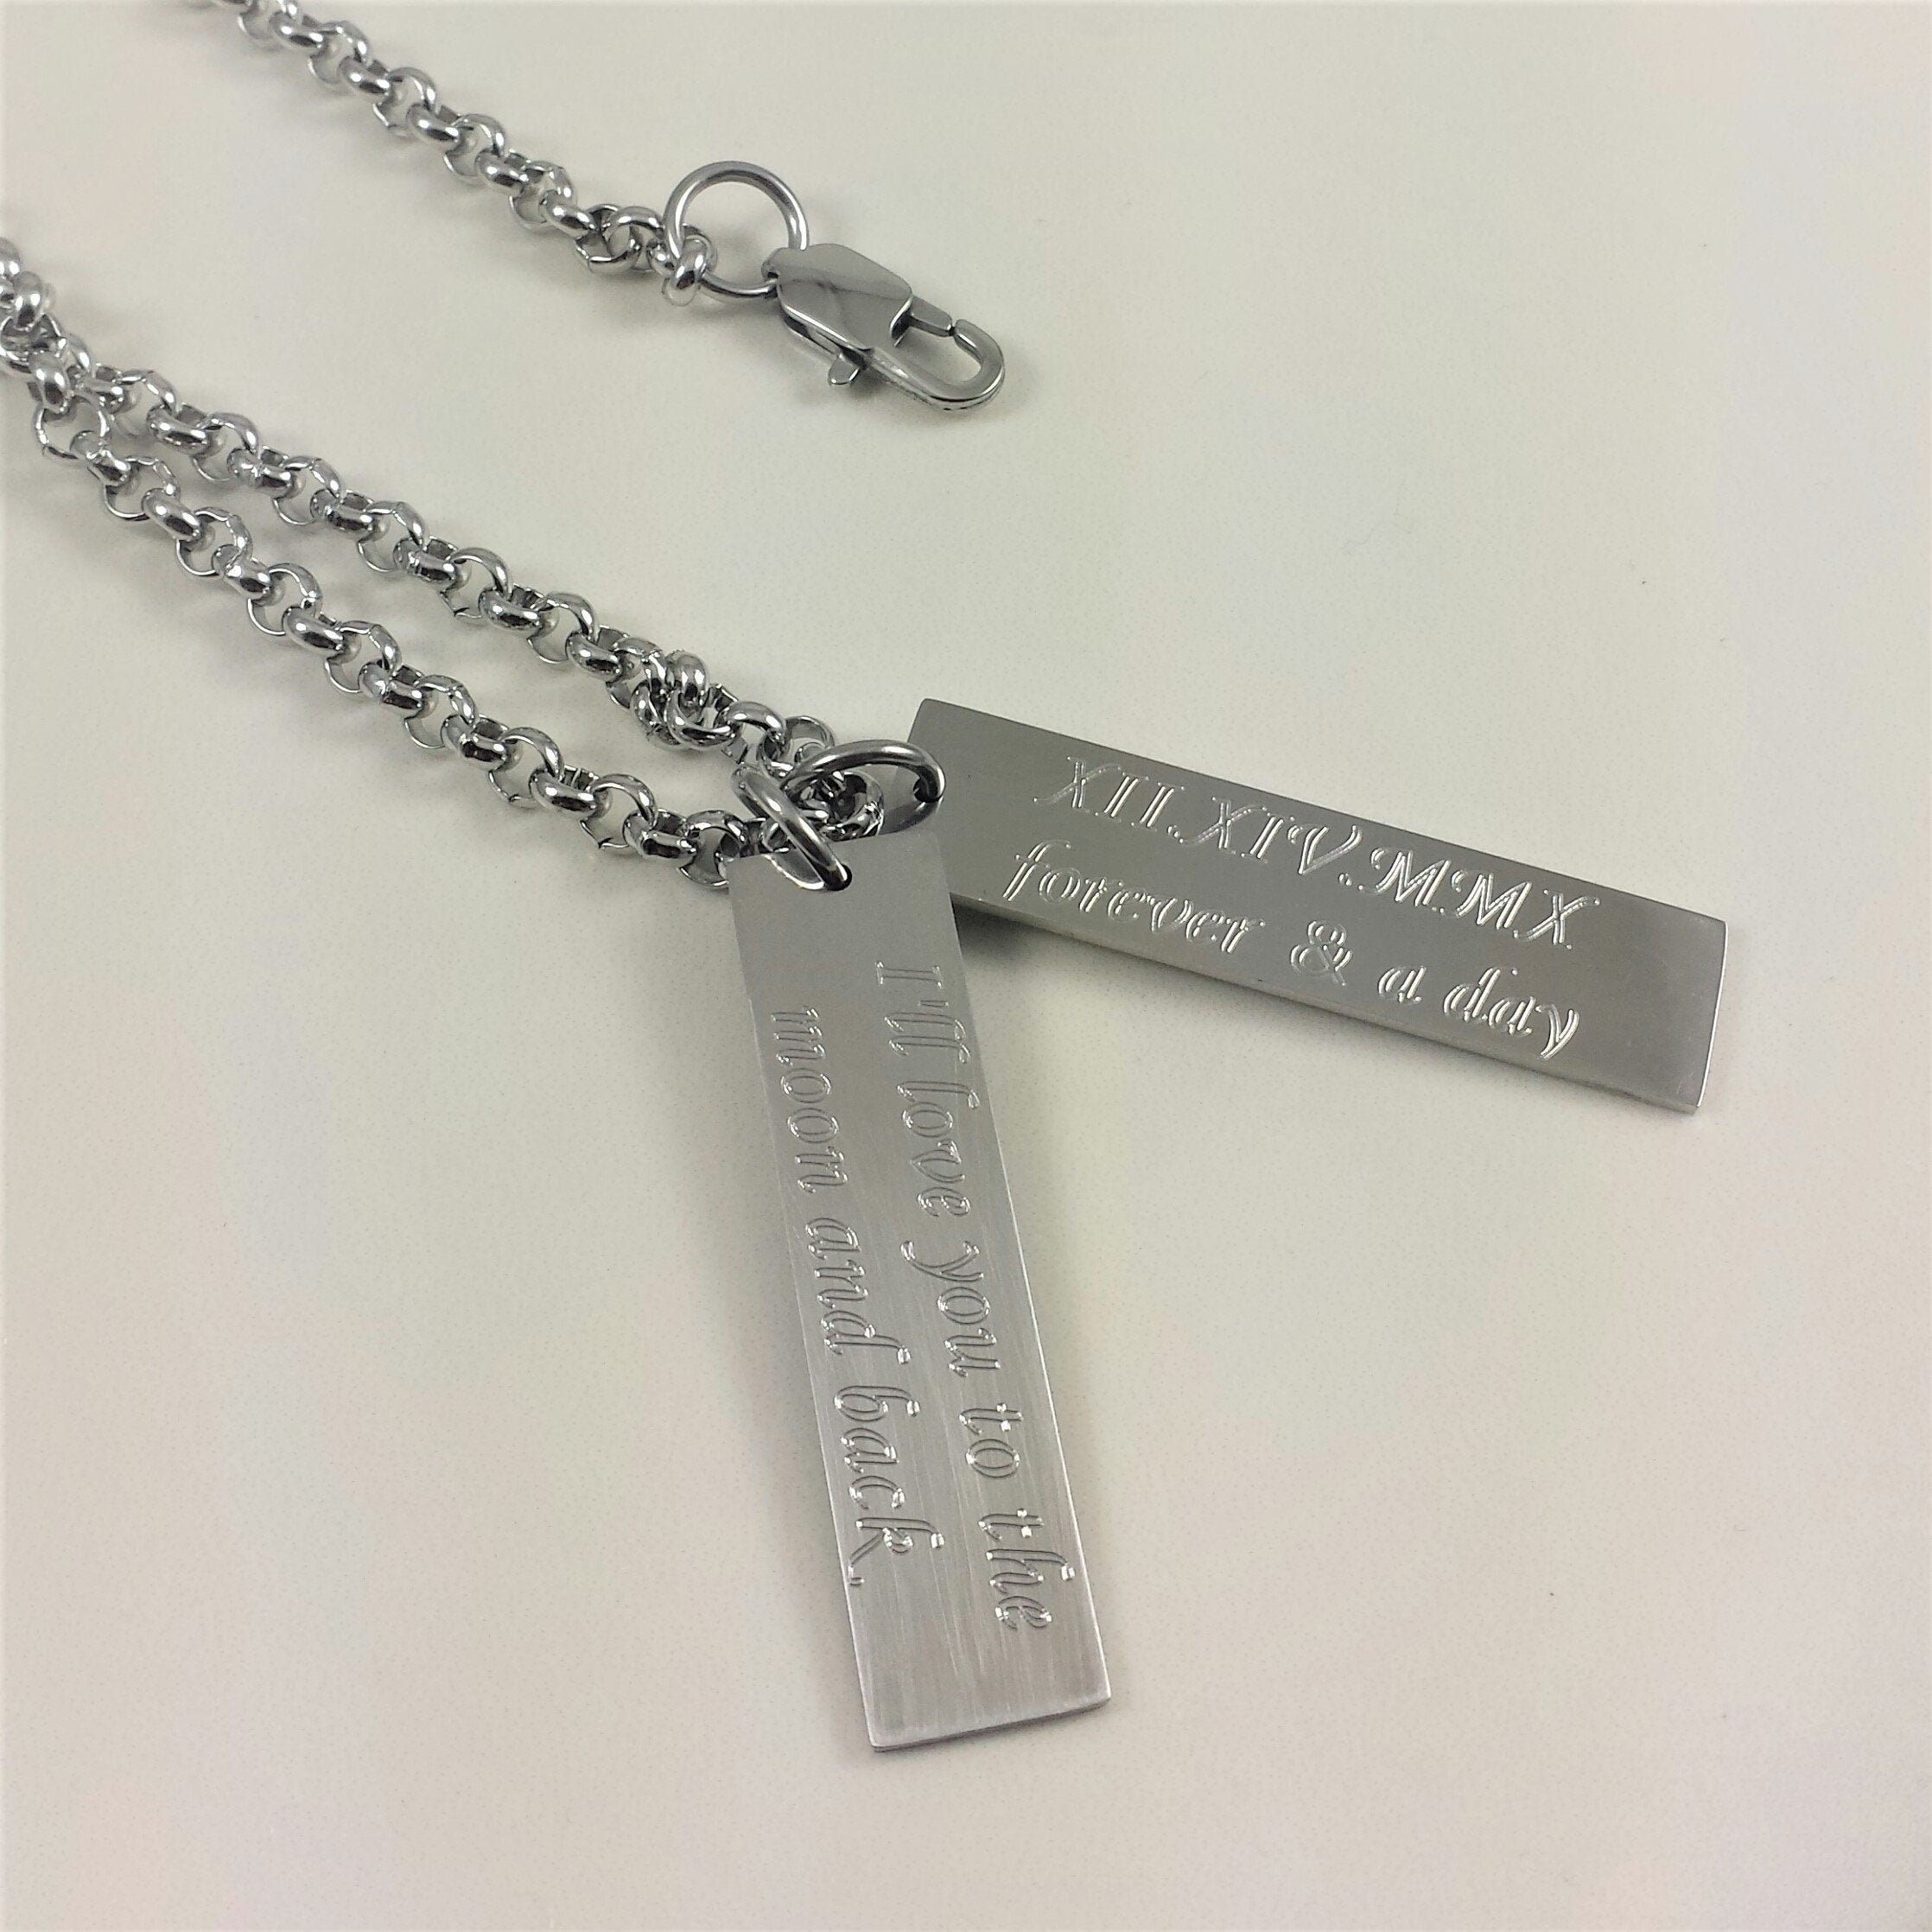 XII.XIV.MMX
forever & a day
I'll love you to the
moon and back